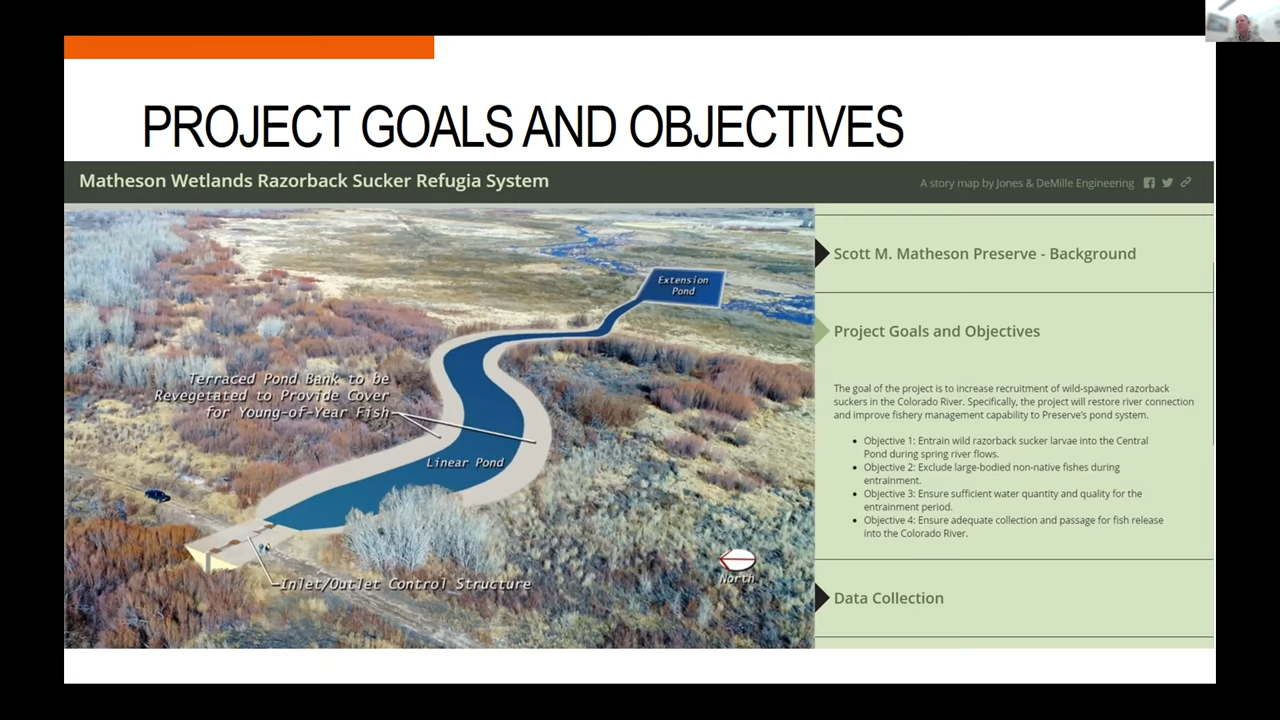 PROJECT GOALS AND OBJECTIVES
Matheson Wetlands Razorback Sucker Refugia System
A story map by Jones & DeMille Engineering
Extension
Pond
Terraced Pond Bank to be
Revegetated to Provide Cover
for Young-of-Year Fish
Linear Pond
Inlet/Outlet Control Structure
North
Scott M. Matheson Preserve - Background
Project Goals and Objectives
The goal of the project is to increase recruitment of wild-spawned razorback
suckers in the Colorado River. Specifically, the project will restore river connection
and improve fishery management capability to Preserve's pond system.
• Objective 1: Entrain wild razorback sucker larvae into the Central
Pond during spring river flows.
• Objective 2: Exclude large-bodied non-native fishes during
entrainment.
• Objective 3: Ensure sufficient water quantity and quality for the
entrainment period.
• Objective 4: Ensure adequate collection and passage for fish release
into the Colorado River.
Data Collection